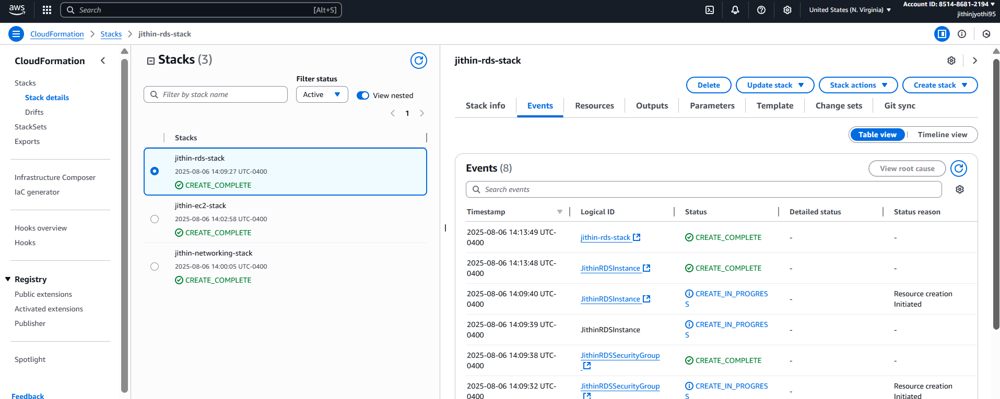 aws
Search
[Alt+S]
United States (N. Virginia)
Account ID: 8514-8681-2194
jithinjyothi95
CloudFormation
Stacks
jithin-rds-stack
CloudFormation
Stacks
Stack details
Drifts
StackSets
Exports
Infrastructure Composer
IaC generator
Hooks overview
Hooks
Registry
Public extensions
Activated extensions
Publisher
Spotlight
Feedback
Stacks (3)
Filter status
Filter by stack name
Active
View nested
1
Stacks
jithin-rds-stack
2025-08-06 14:09:27 UTC-0400
CREATE_COMPLETE
jithin-ec2-stack
2025-08-06 14:02:58 UTC-0400
CREATE_COMPLETE
jithin-networking-stack
2025-08-06 14:00:05 UTC-0400
CREATE_COMPLETE
jithin-rds-stack
Delete
Update stack
Stack actions
Create stack
Stack info
Events
Resources
Outputs
Parameters
Template
Change sets
Git sync
Table view
Timeline view
Events (8)
View root cause
Search events
Timestamp
Logical ID
Status
Detailed status
Status reason
2025-08-06 14:13:49 UTC-
0400
jithin-rds-stack
CREATE_COMPLETE
-
-
2025-08-06 14:13:48 UTC-
0400
JithinRDSInstance
CREATE_COMPLETE
-
-
2025-08-06 14:09:40 UTC-
0400
JithinRDSInstance
CREATE_IN_PROGRES
S
-
Resource creation
Initiated
2025-08-06 14:09:39 UTC-
0400
JithinRDSInstance
CREATE_IN_PROGRES
S
-
-
2025-08-06 14:09:38 UTC-
0400
JithinRDSSecurityGroup
CREATE_COMPLETE
-
-
2025-08-06 14:09:32 UTC-
0400
JithinRDSSecurityGroup
CREATE_IN_PROGRES
S
-
Resource creation
Initiated